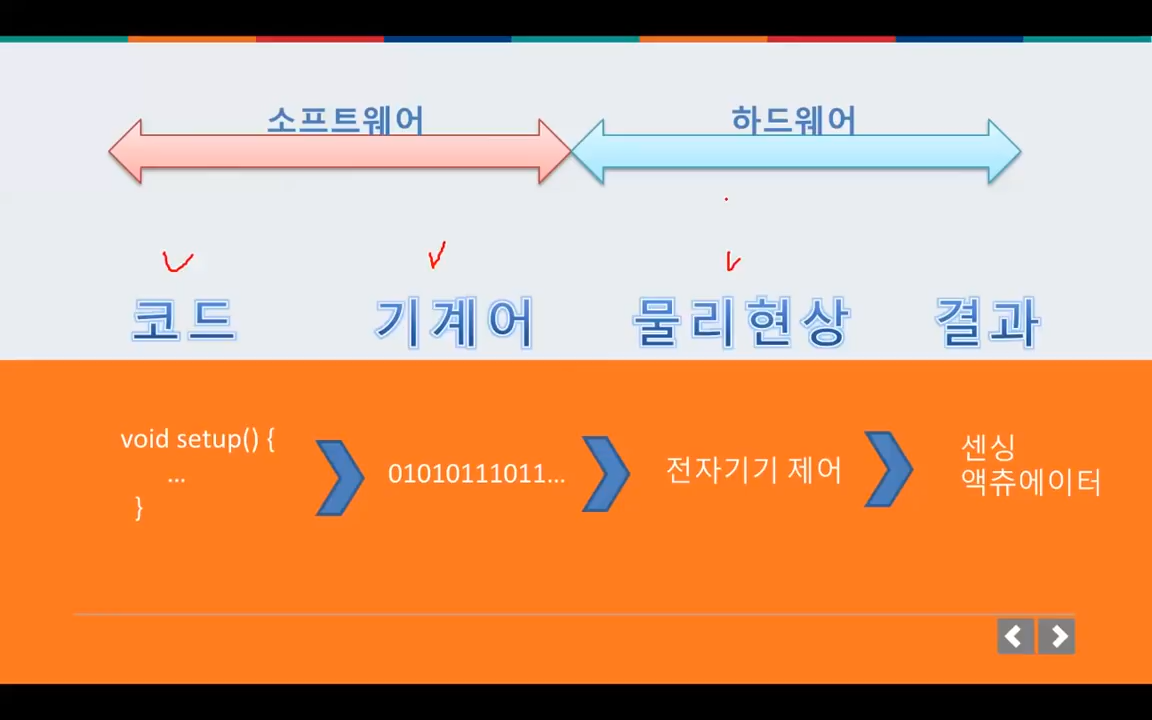 소프트웨어 하드웨어
코드 기계어 물리현상 결과
void setup() {
...
}
01010111011...
전자기기 제어
센싱
액츄에이터